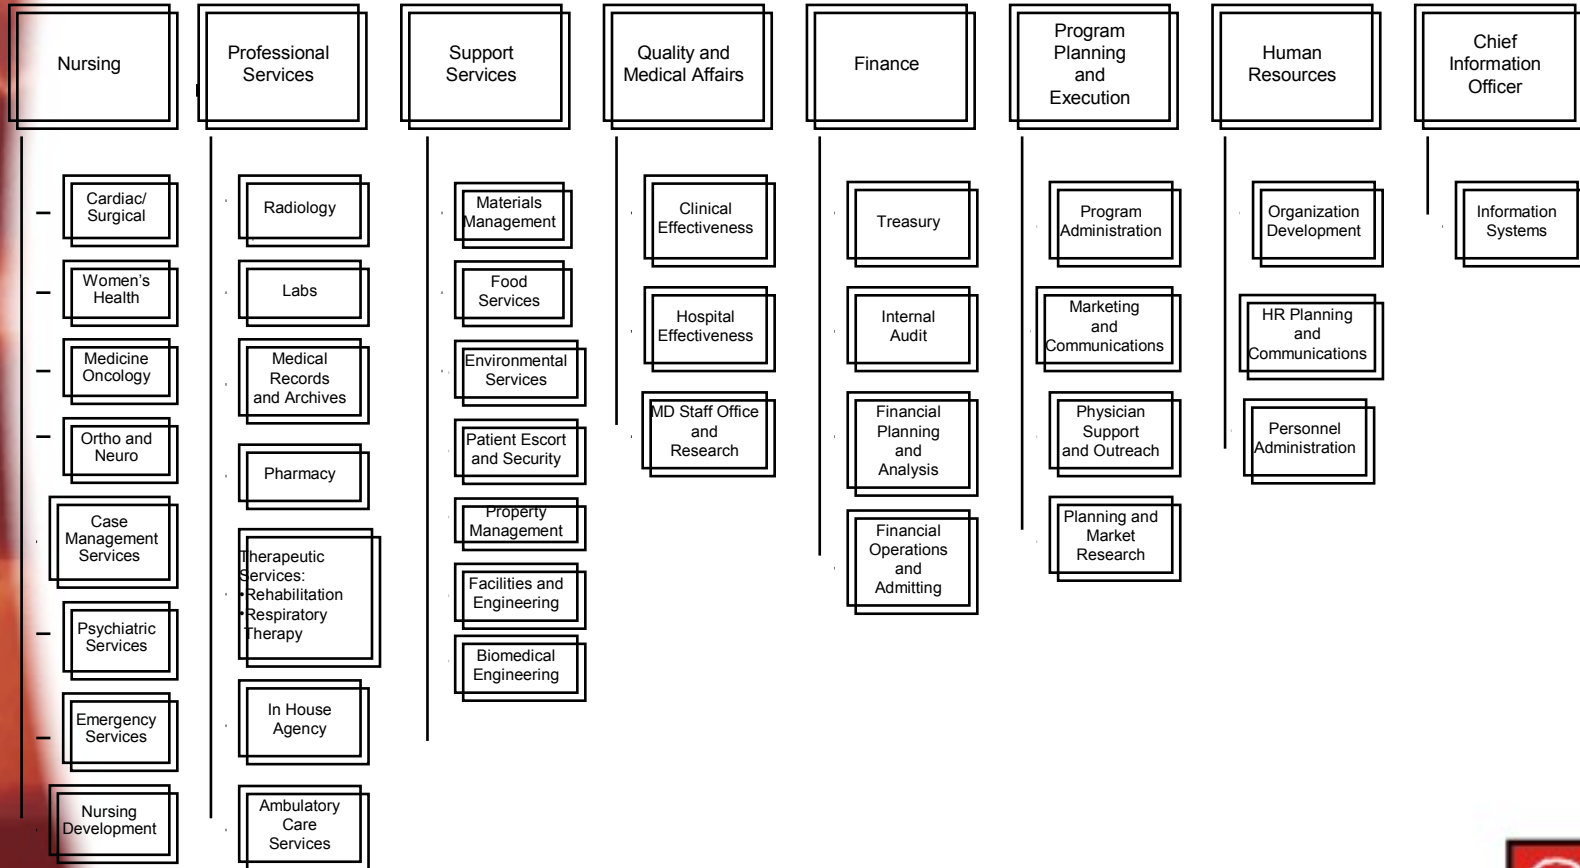 Nursing
Cardiac/
Surgical
Women's
Health
Medicine
Oncology
Ortho and
Neuro
Case
Management
Services
Psychiatric
Services
Emergency
Services
Nursing
Development
Professional
Services
Radiology
Labs
Medical
Records
and Archives
Pharmacy
Therapeutic
Services:
•Rehabilitation
•Respiratory
Therapy
In House
Agency
Ambulatory
Care
Services
Support
Services
Materials
Management
Food
Services
Environmental
Services
Patient Escort
and Security
Property
Management
Facilities and
Engineering
Biomedical
Engineering
Quality and
Medical Affairs
Clinical
Effectiveness
Hospital
Effectiveness
MD Staff Office
and
Research
Finance
Treasury
Internal
Audit
Financial
Planning
and
Analysis
Financial
Operations
and
Admitting
Program
Planning
and
Execution
Program
Administration
Marketing
and
Communications
Physician
Support
and Outreach
Planning and
Market
Research
Human
Resources
Organization
Development
HR Planning
and
Communications
Personnel
Administration
Chief
Information
Officer
Information
Systems